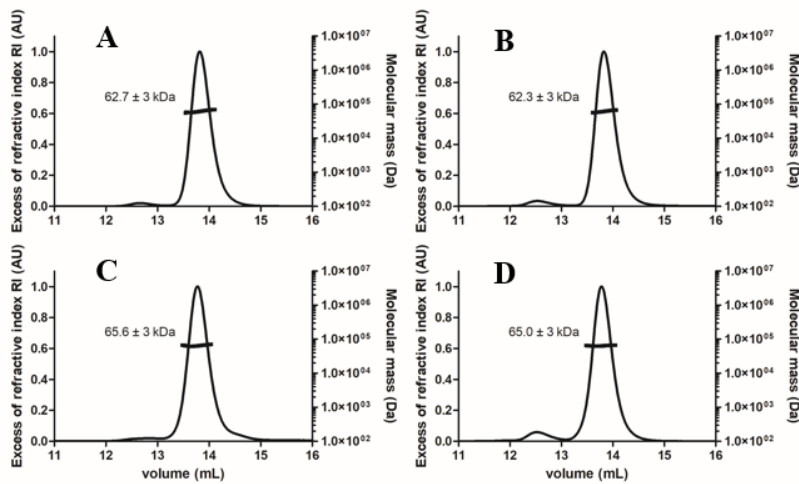 A
Excess of refractive index RI (AU)
1.0
0.8
0.6
0.4
0.2
0.0
62.7 ± 3 kDa
1.0×10⁰⁷
1.0×10⁰⁶
1.0×10⁰⁵
1.0×10⁰⁴
1.0×10⁰³
1.0×10⁰²
Molecular mass (Da)
11 12 13 14 15 16
B
Excess of refractive index RI (AU)
1.0
0.8
0.6
0.4
0.2
0.0
62.3 ± 3 kDa
1.0×10⁰⁷
1.0×10⁰⁶
1.0×10⁰⁵
1.0×10⁰⁴
1.0×10⁰³
1.0×10⁰²
Molecular mass (Da)
11 12 13 14 15 16
C
Excess of refractive index RI (AU)
1.0
0.8
0.6
0.4
0.2
0.0
65.6 ± 3 kDa
1.0×10⁰⁷
1.0×10⁰⁶
1.0×10⁰⁵
1.0×10⁰⁴
1.0×10⁰³
1.0×10⁰²
Molecular mass (Da)
11 12 13 14 15 16
volume (mL)
D
Excess of refractive index RI (AU)
1.0
0.8
0.6
0.4
0.2
0.0
65.0 ± 3 kDa
1.0×10⁰⁷
1.0×10⁰⁶
1.0×10⁰⁵
1.0×10⁰⁴
1.0×10⁰³
1.0×10⁰²
Molecular mass (Da)
11 12 13 14 15 16
volume (mL)